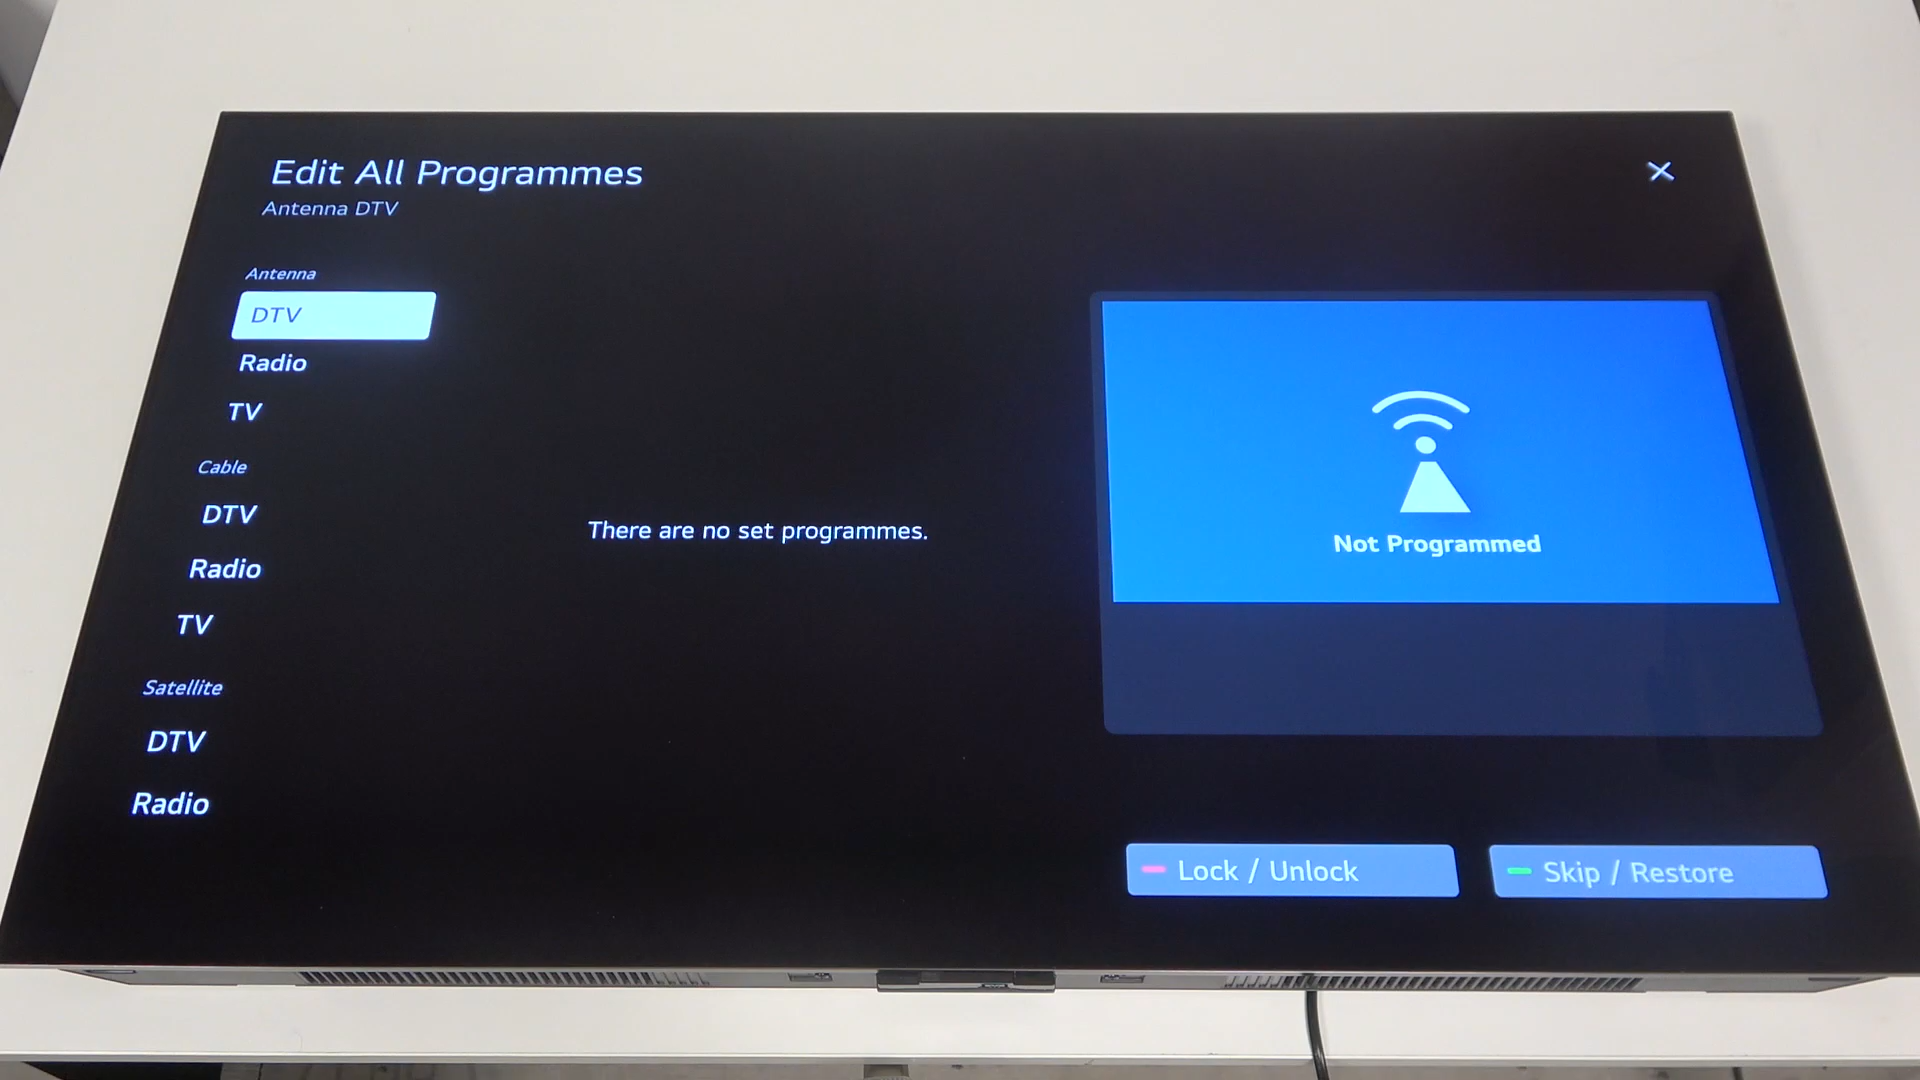 Edit All Programmes
Antenna DTV
Antenna
DTV
Radio
TV
Cable
DTV
Radio
TV
Satellite
DTV
Radio
There are no set programmes.
Not Programmed
Lock / Unlock
Skip / Restore